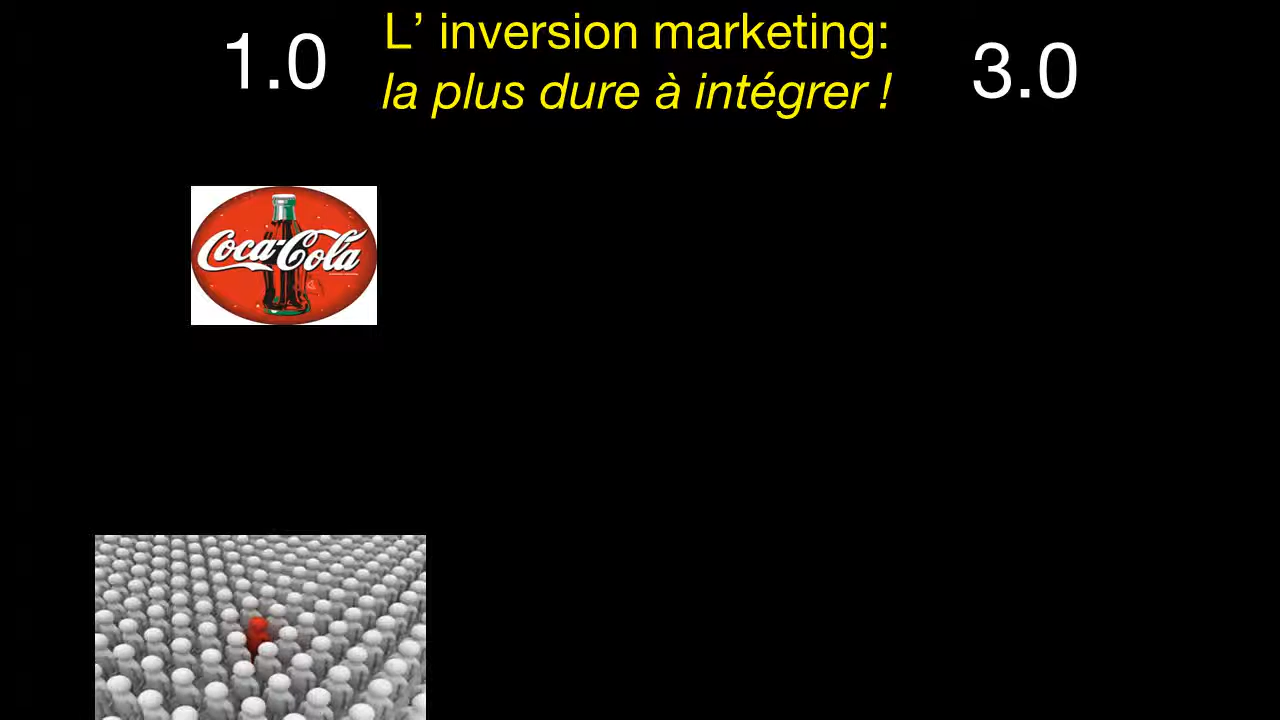 1.0
L’ inversion marketing:
la plus dure à intégrer !
3.0
Coca-Cola